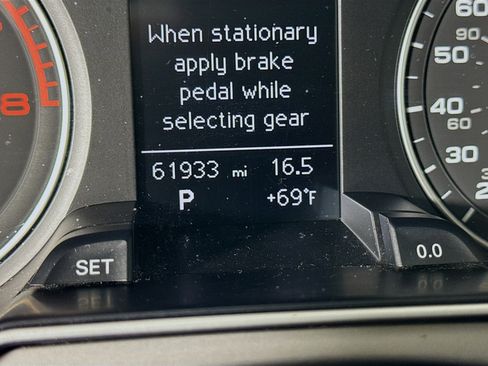 When stationary
apply brake
pedal while
selecting gear
61933 mi 16.5
P +69°F
SET
0.0
8
60
90
50
40
60
30